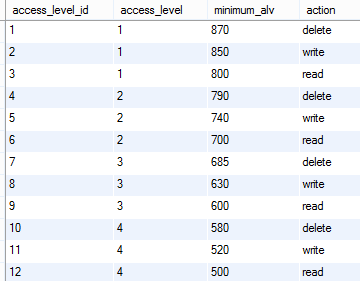 access_level_id access_level minimum_alv action
1 1 870 delete
2 1 850 write
3 1 800 read
4 2 790 delete
5 2 740 write
6 2 700 read
7 3 685 delete
8 3 630 write
9 3 600 read
10 4 580 delete
11 4 520 write
12 4 500 read